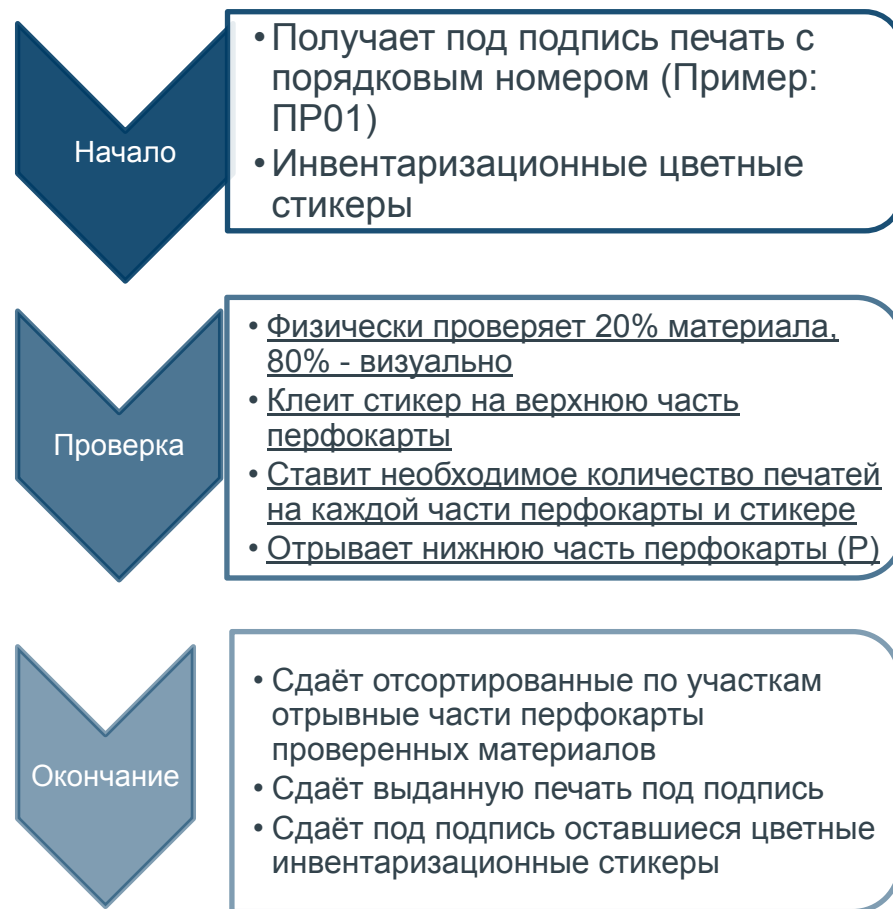 • Получает под подпись печать с
порядковым номером (Пример:
ПР01)
• Инвентаризационные цветные
стикеры
Начало
• Физически проверяет 20% материала,
80% - визуально
• Клеит стикер на верхнюю часть
перфокарты
• Ставит необходимое количество печатей
на каждой части перфокарты и стикере
• Отрывает нижнюю часть перфокарты (Р)
Проверка
• Сдаёт отсортированные по участкам
отрывные части перфокарты
проверенных материалов
• Сдаёт выданную печать под подпись
• Сдаёт под подпись оставшиеся цветные
инвентаризационные стикеры
Окончание